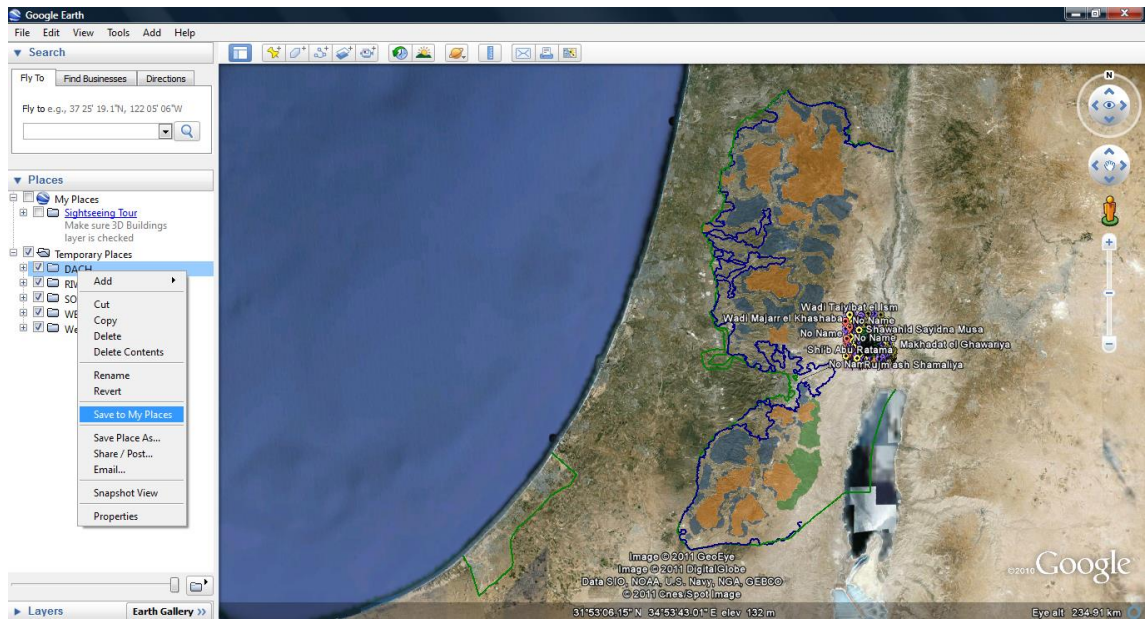 Google Earth
File Edit View Tools Add Help
Search
Fly To Find Businesses Directions
Fly to e.g., 37 25' 19.1"N, 122 05' 06"W
Places
My Places
Sightseeing Tour
Make sure 3D Buildings
layer is checked
Temporary Places
DACH
RIV
SO
WE
We
Add
Cut
Copy
Delete
Delete Contents
Rename
Revert
Save to My Places
Save Place As...
Share / Post...
Email...
Snapshot View
Properties
Layers
Earth Gallery >>
N
Wadi Taiyibat el Ism
Wadi Majarr el Khashaba No Name
No Name Shawahid Sayidna Musa
No Name Makhadat el Ghawariya
'Shi'b Abu Ratama
No Nam Rujm ash Shamaliya
Image © 2011 GeoEye
Image © 2011 DigitalGlobe
Data SIO, NOAA, U.S. Navy, NGA, GEBCO
© 2011 Cnes/Spot Image
©2010 Google
31°53'06.15" N 34°53'43.01" E elev 132 m
Eye alt 234.91 km